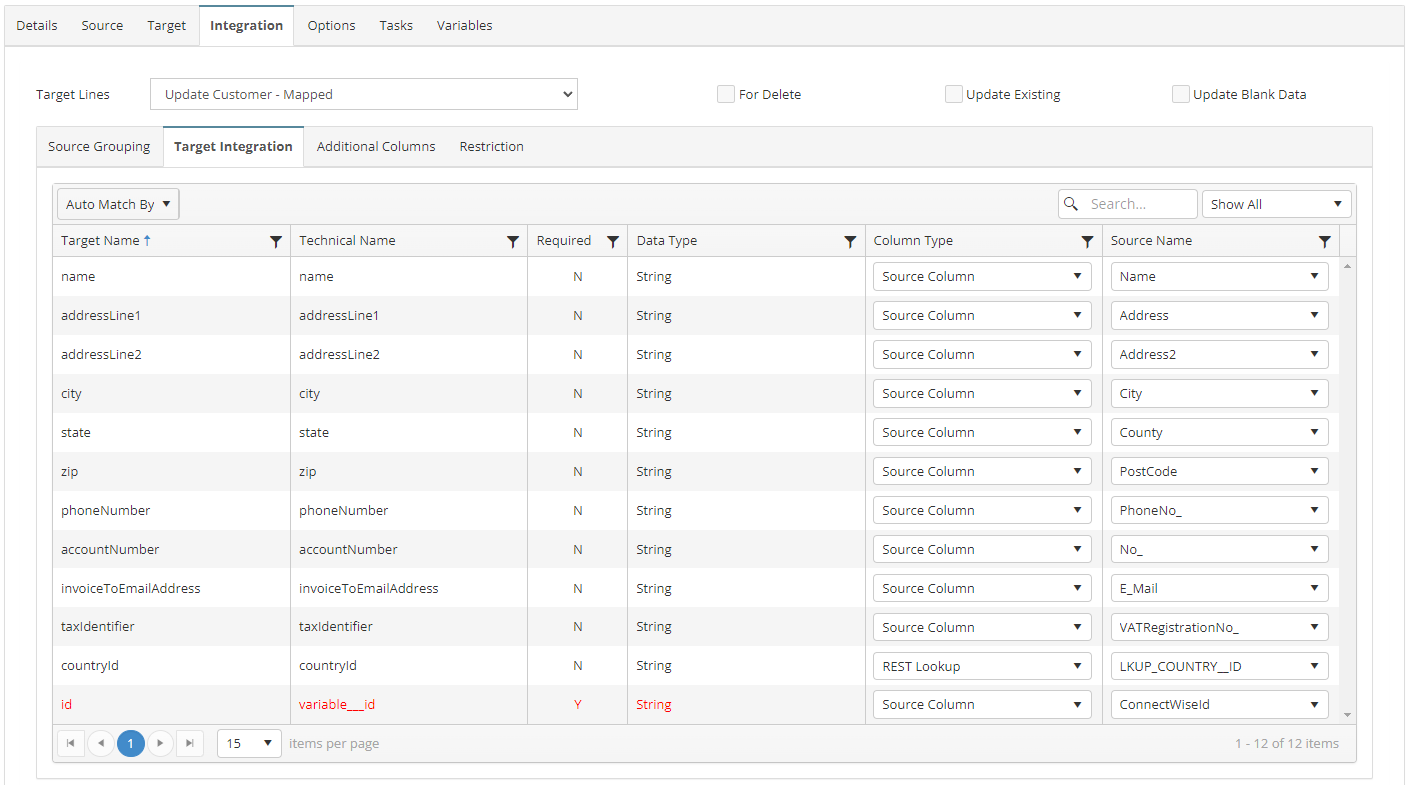 Details Source Target Integration Options Tasks Variables
Target Lines Update Customer - Mapped For Delete Update Existing Update Blank Data
Source Grouping Target Integration Additional Columns Restriction
Auto Match By Search... Show All
Target Name Technical Name Required Data Type Column Type Source Name
name name N String Source Column Name
addressLine1 addressLine1 N String Source Column Address
addressLine2 addressLine2 N String Source Column Address2
city city N String Source Column City
state state N String Source Column County
zip zip N String Source Column PostCode
phoneNumber phoneNumber N String Source Column PhoneNo_
accountNumber accountNumber N String Source Column No_
invoiceToEmailAddress invoiceToEmailAddress N String Source Column E_Mail
taxIdentifier taxIdentifier N String Source Column VATRegistrationNo_
countryId countryId N String REST Lookup LKUP_COUNTRY__ID
id variable___id Y String Source Column ConnectWiseId
1 15 items per page 1 - 12 of 12 items